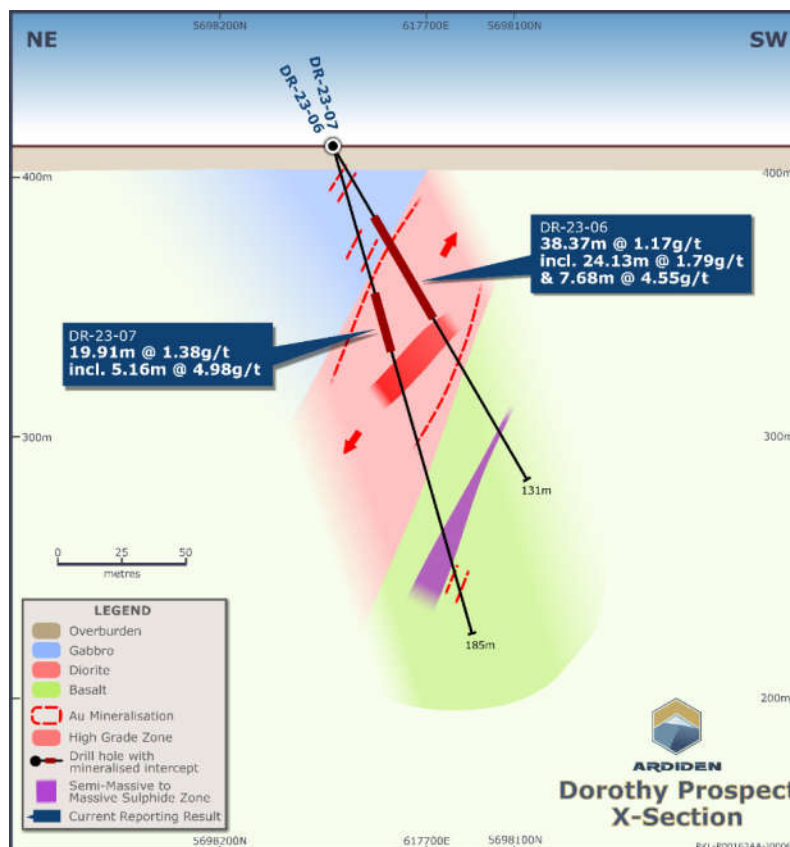 5698200N
617700E
5698100N
NE
SW
DR-23-07
DR-23-06
400m
400m
DR-23-06
38.37m @ 1.17g/t
incl. 24.13m @ 1.79g/t
& 7.68m @ 4.55g/t
DR-23-07
19.91m @ 1.38g/t
incl. 5.16m @ 4.98g/t
300m
300m
131m
0
25
50
metres
LEGEND
Overburden
Gabbro
Diorite
Basalt
Au Mineralisation
High Grade Zone
Drill hole with
mineralised intercept
Semi-Massive to
Massive Sulphide Zone
Current Reporting Result
185m
200m
ARDIDEN
Dorothy Prospect
X-Section
5698200N
617700E
5698100N